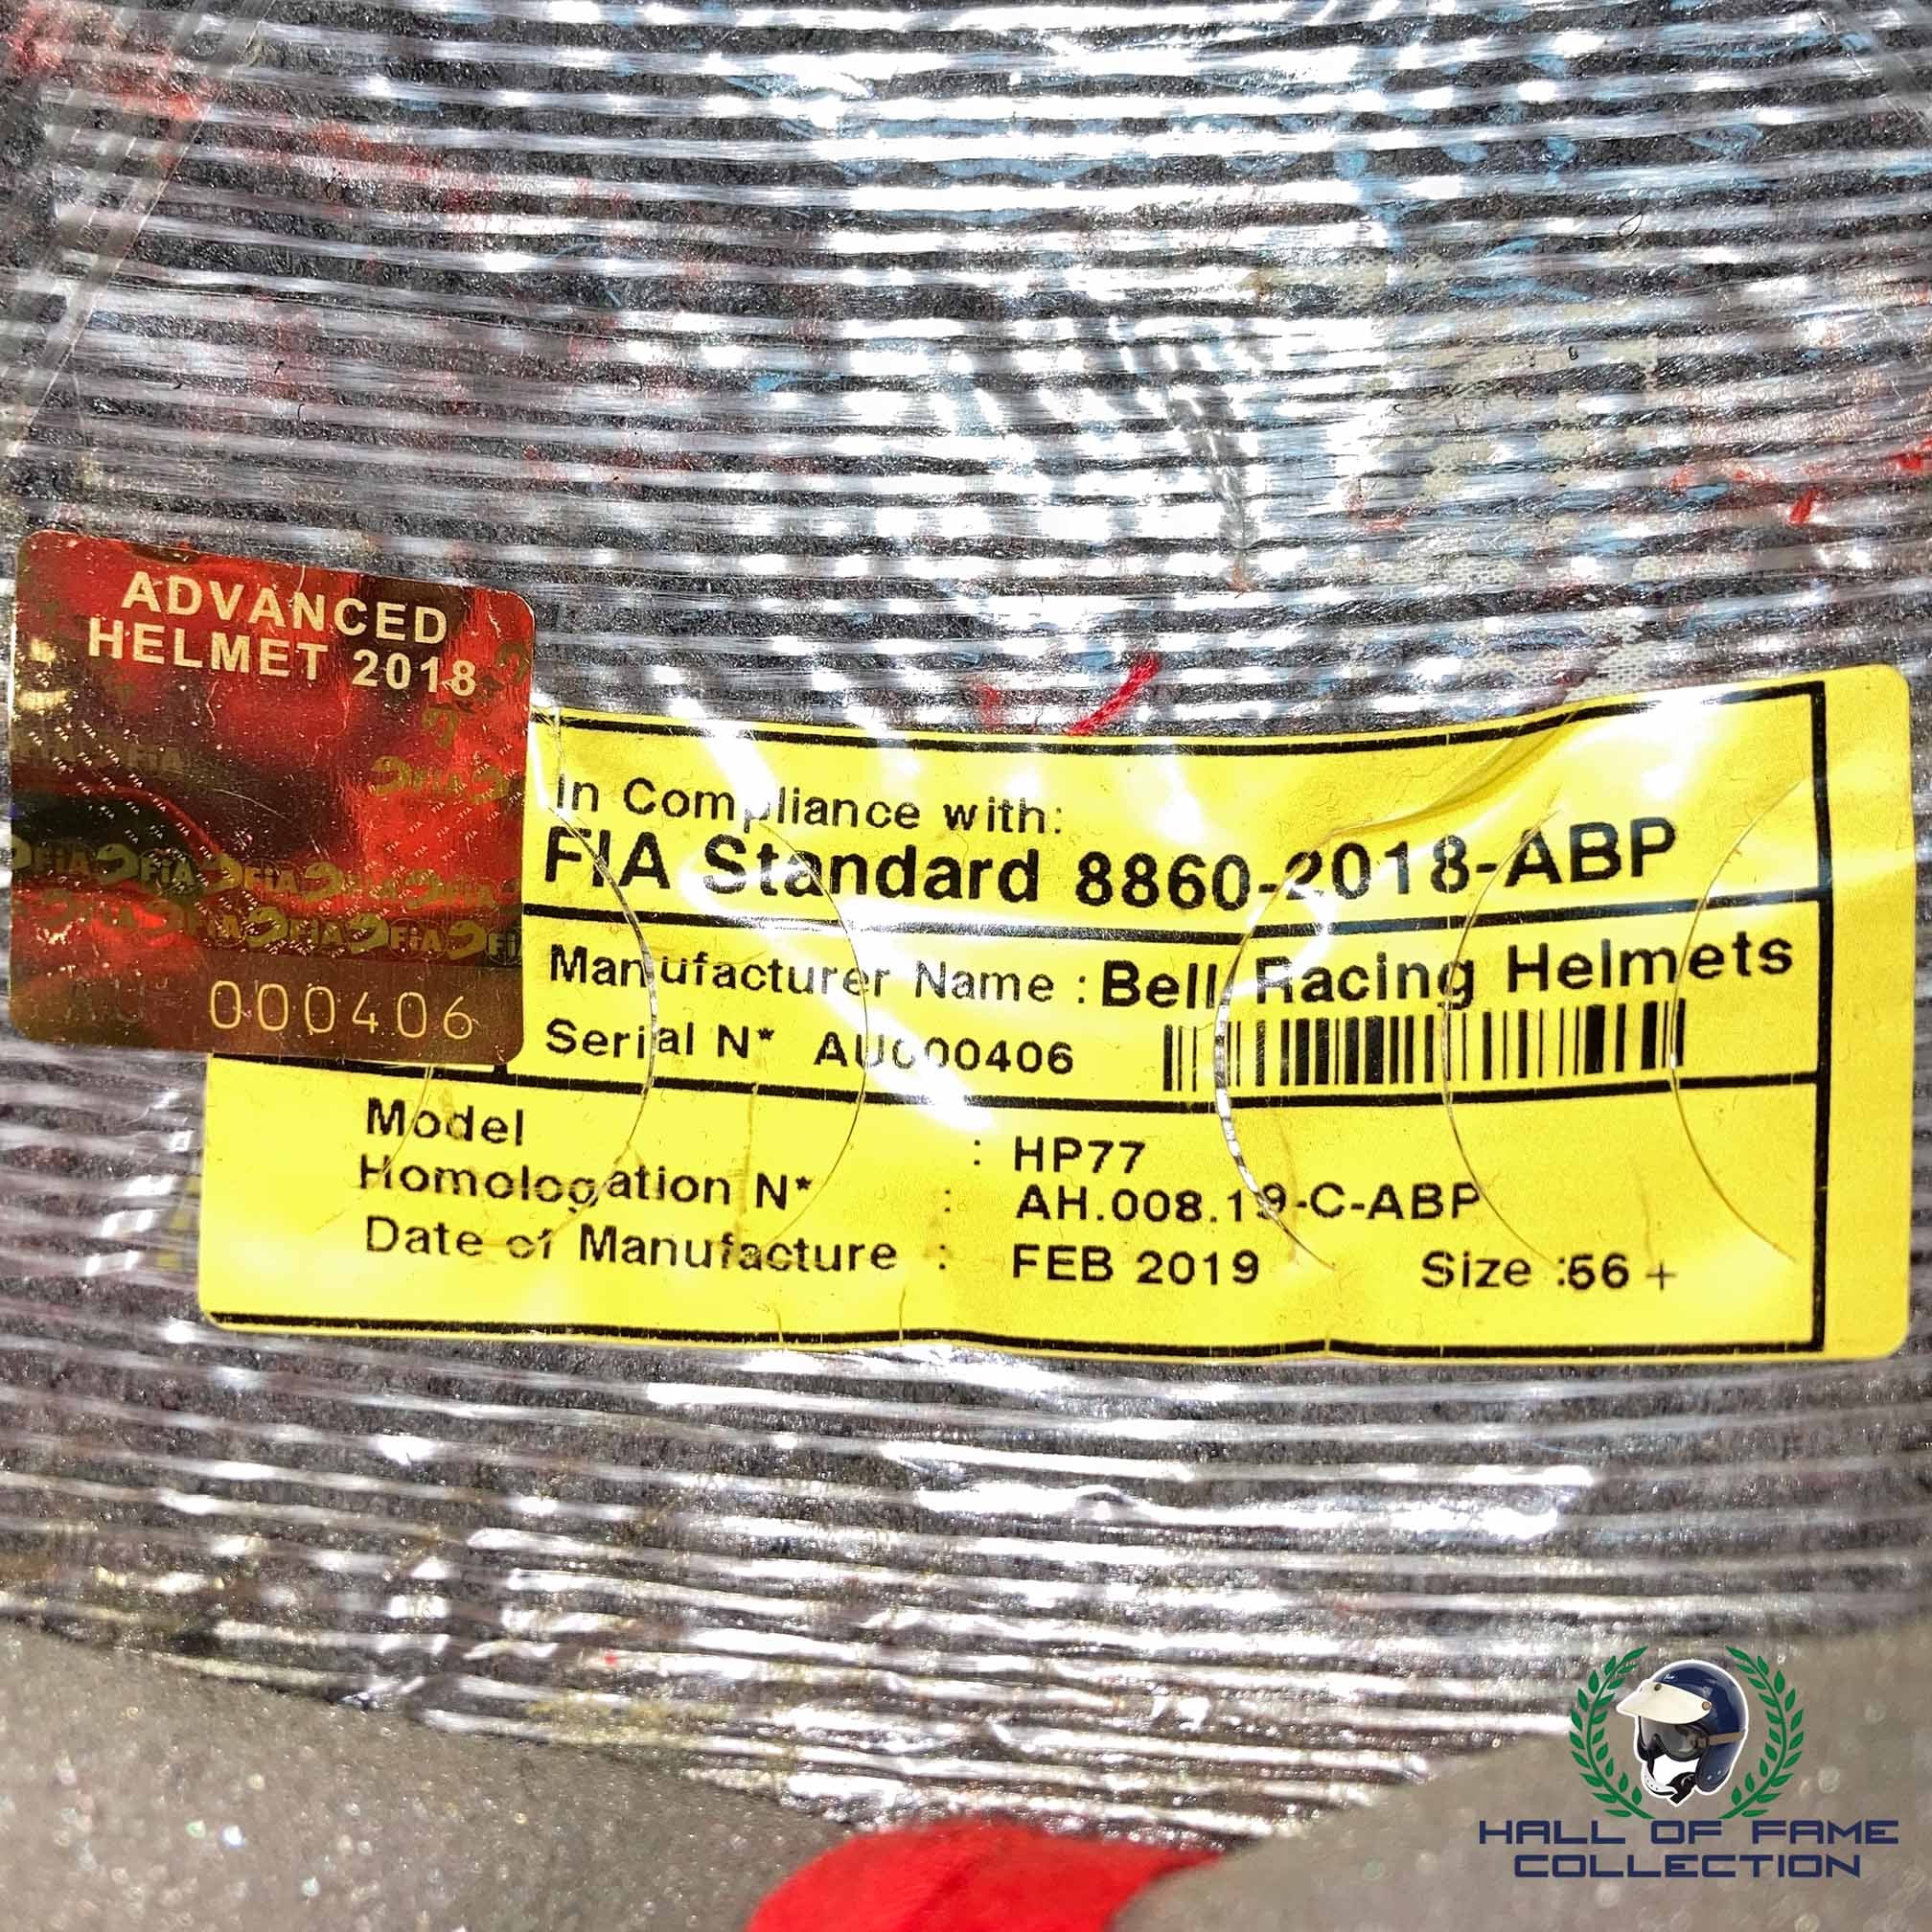 ADVANCED
HELMET 2018
000406
In Compliance with:
FIA Standard 8860-2018-ABP
Manufacturer Name : Bell Racing Helmets
Serial N* AU000406
Model : HP77
Homologation N* : AH.008.19-C-ABP
Date of Manufacture : FEB 2019 Size :56 +
HALL OF FAME
COLLECTION